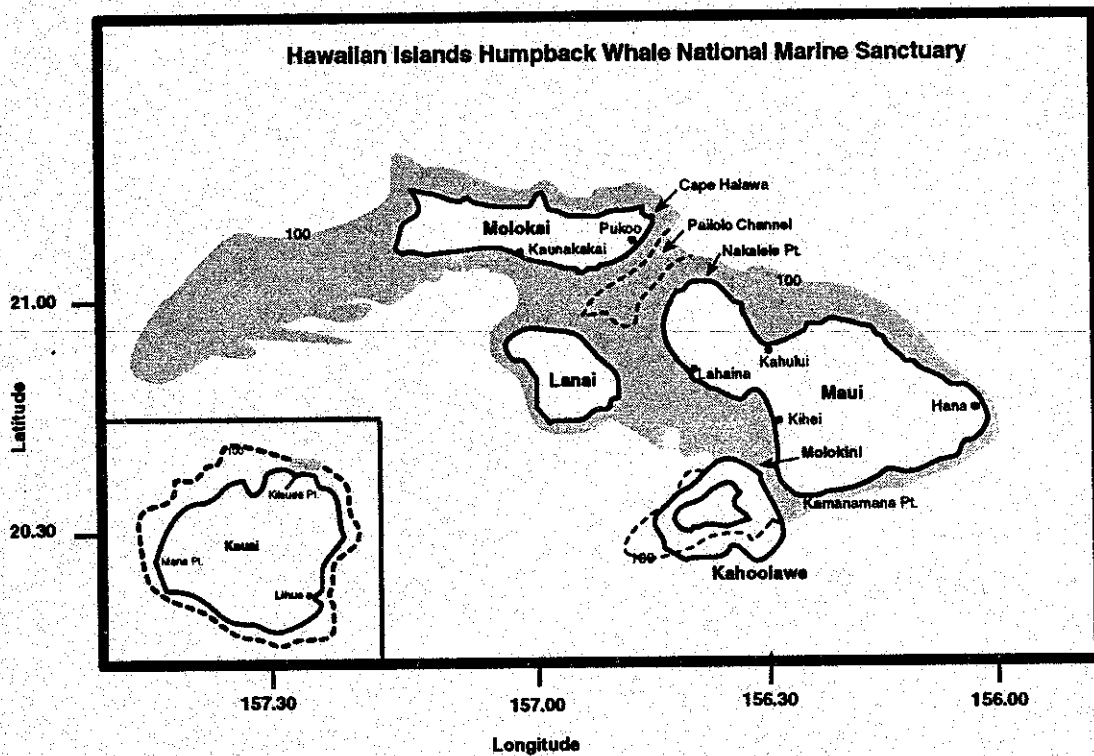 Hawaiian Islands Humpback Whale National Marine Sanctuary
Cape Halawa
Molokai
Pukoo
Pailolo Channel
100
Kaunakakai
Nakalele Pt.
100
21.00
Kahului
Lanai
Lahaina
Maui
Hana
Latitude
Kihei
100
Molokini
Kilauea Pt.
Kamanamana Pt.
20.30
Kauai
Mana Pt.
100
Kahoolawe
Lihue
157.30
157.00
156.30
156.00
Longitude